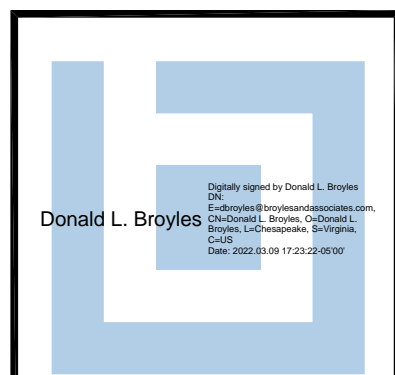 Donald L. Broyles
Digitally signed by Donald L. Broyles
DN:
E=dbroyles@broylesandassociates.com,
CN=Donald L. Broyles, O=Donald L.
Broyles, L=Chesapeake, S=Virginia,
C=US
Date: 2022.03.09 17:23:22-05'00'